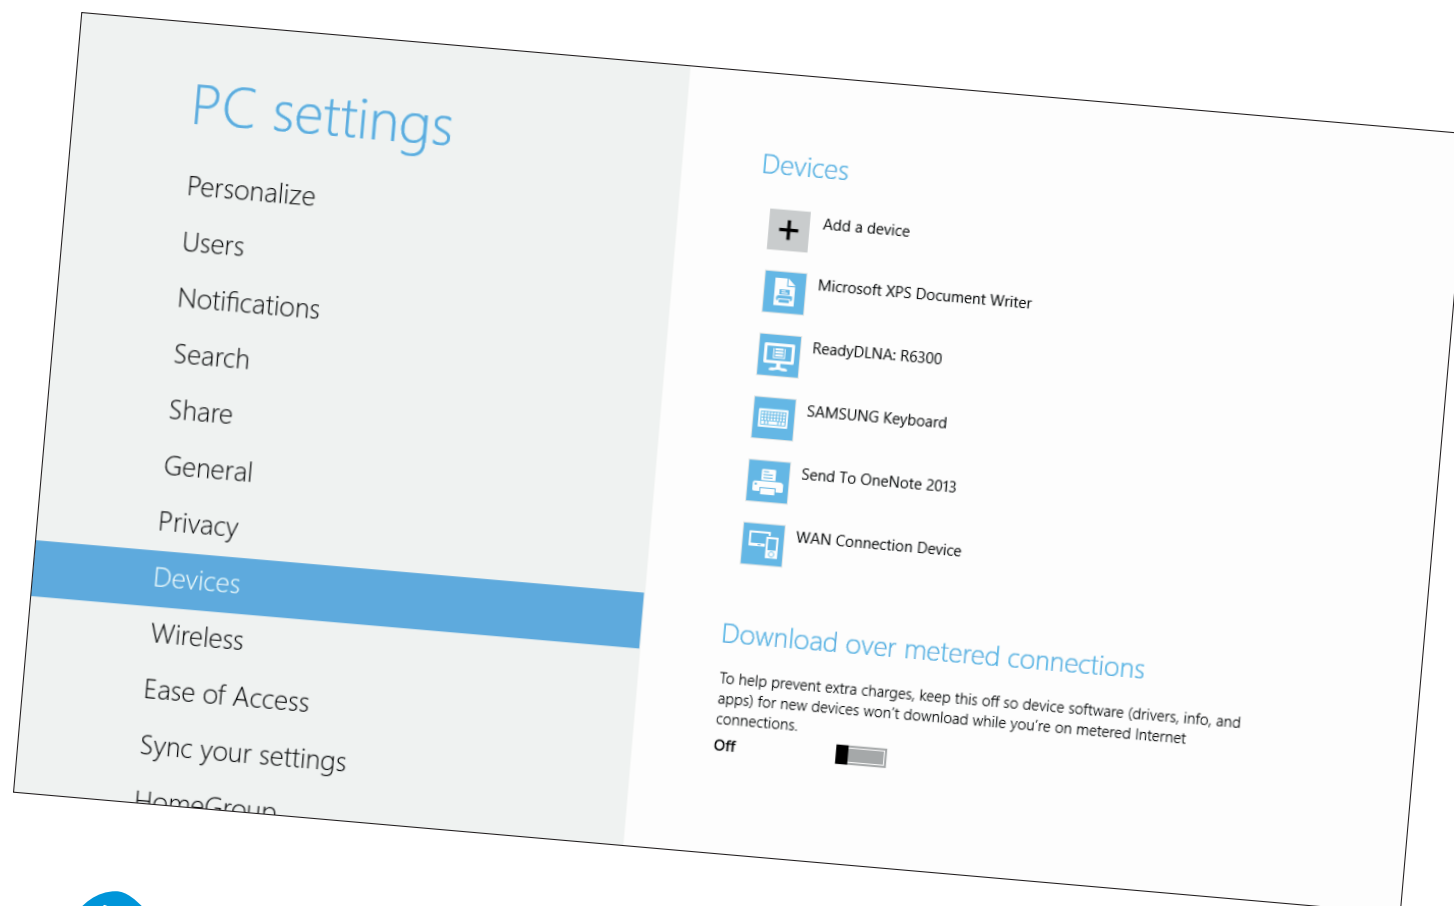 PC settings
Personalize
Users
Notifications
Search
Share
General
Privacy
Devices
Wireless
Ease of Access
Sync your settings
HomeGroup
Devices
Add a device
Microsoft XPS Document Writer
ReadyDLNA: R6300
SAMSUNG Keyboard
Send To OneNote 2013
WAN Connection Device
Download over metered connections
To help prevent extra charges, keep this off so device software (drivers, info, and
apps) for new devices won't download while you're on metered Internet
connections.
Off